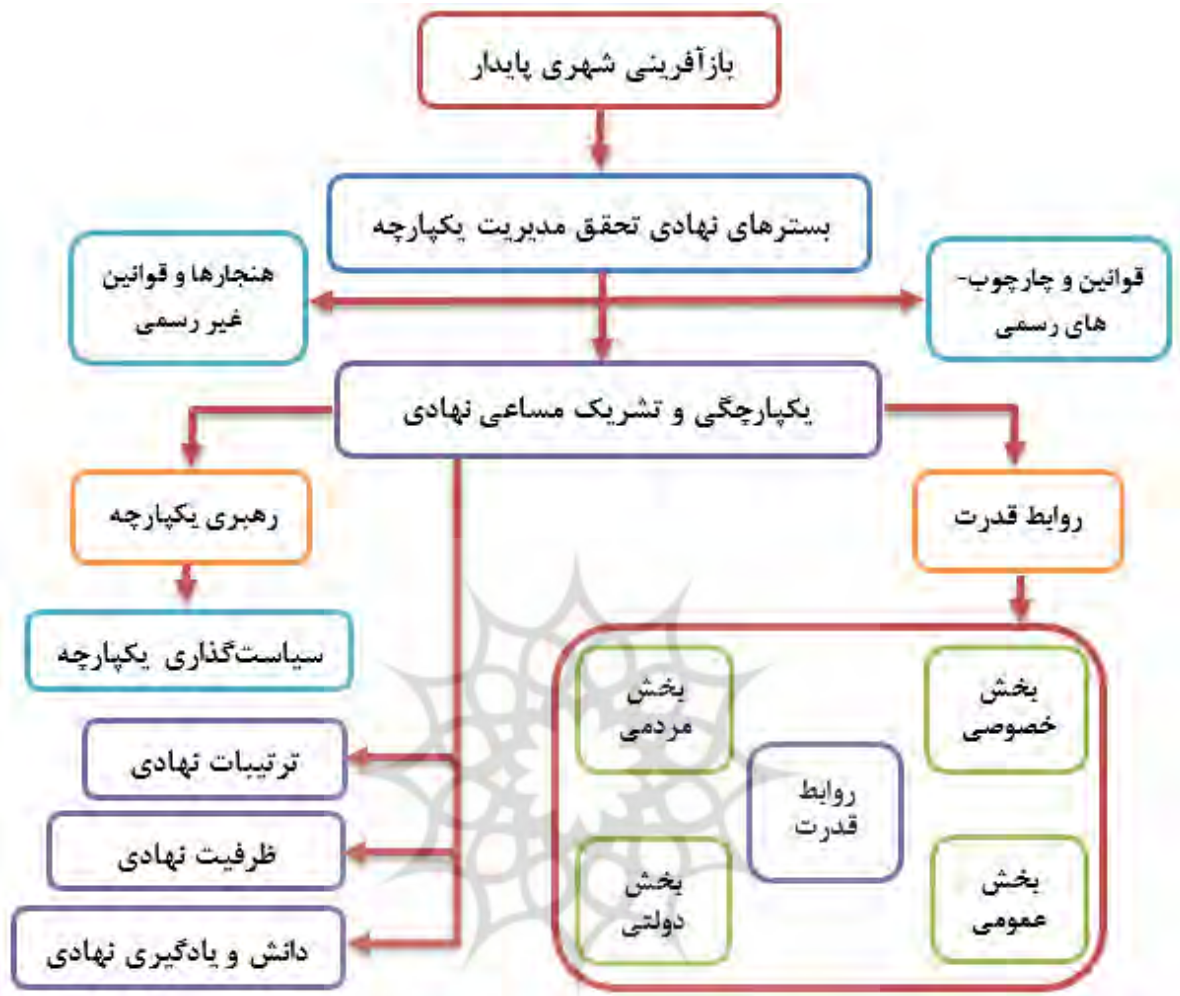 بازآفرینی شهری پایدار
بسترهای نهادی تحقق مدیریت یکپارچه
قوانین و چارچوب-
های رسمی
هنجارها و قوانین
غیر رسمی
یکپارچگی و تشریک مساعی نهادی
روابط قدرت
رهبری یکپارچه
سیاست‌گذاری یکپارچه
بخش
خصوصی
بخش
مردمی
روابط
قدرت
بخش
عمومی
بخش
دولتی
ترتیبات نهادی
ظرفیت نهادی
دانش و یادگیری نهادی